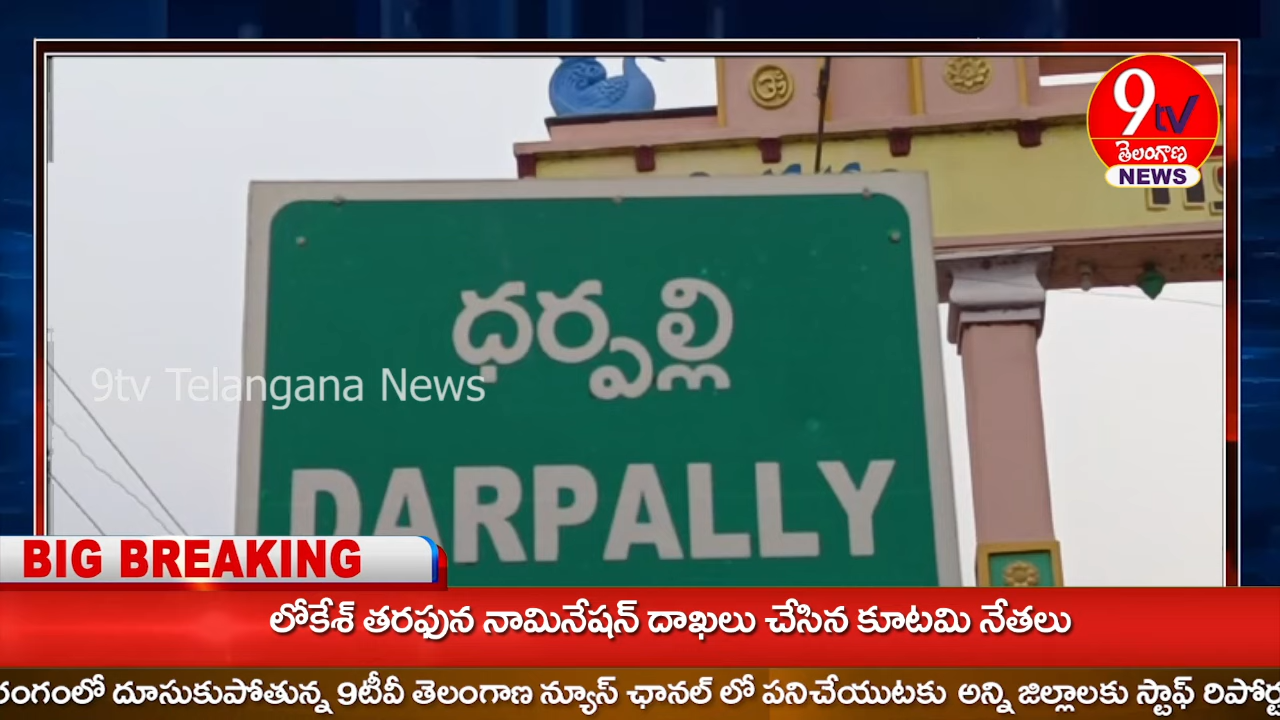 9tv
తెలంగాణ
NEWS
ధర్పల్లి
9tv Telangana News
DARPALLY
BIG BREAKING
లోకేశ్ తరఫున నామినేషన్ దాఖలు చేసిన కూటమి నేతలు
రంగంలో దూసుకుపోతున్న 9టీవీ తెలంగాణ న్యూస్ ఛానల్ లో పనిచేయుటకు అన్ని జిల్లాలకు స్టాఫ్ రిపోర్ట